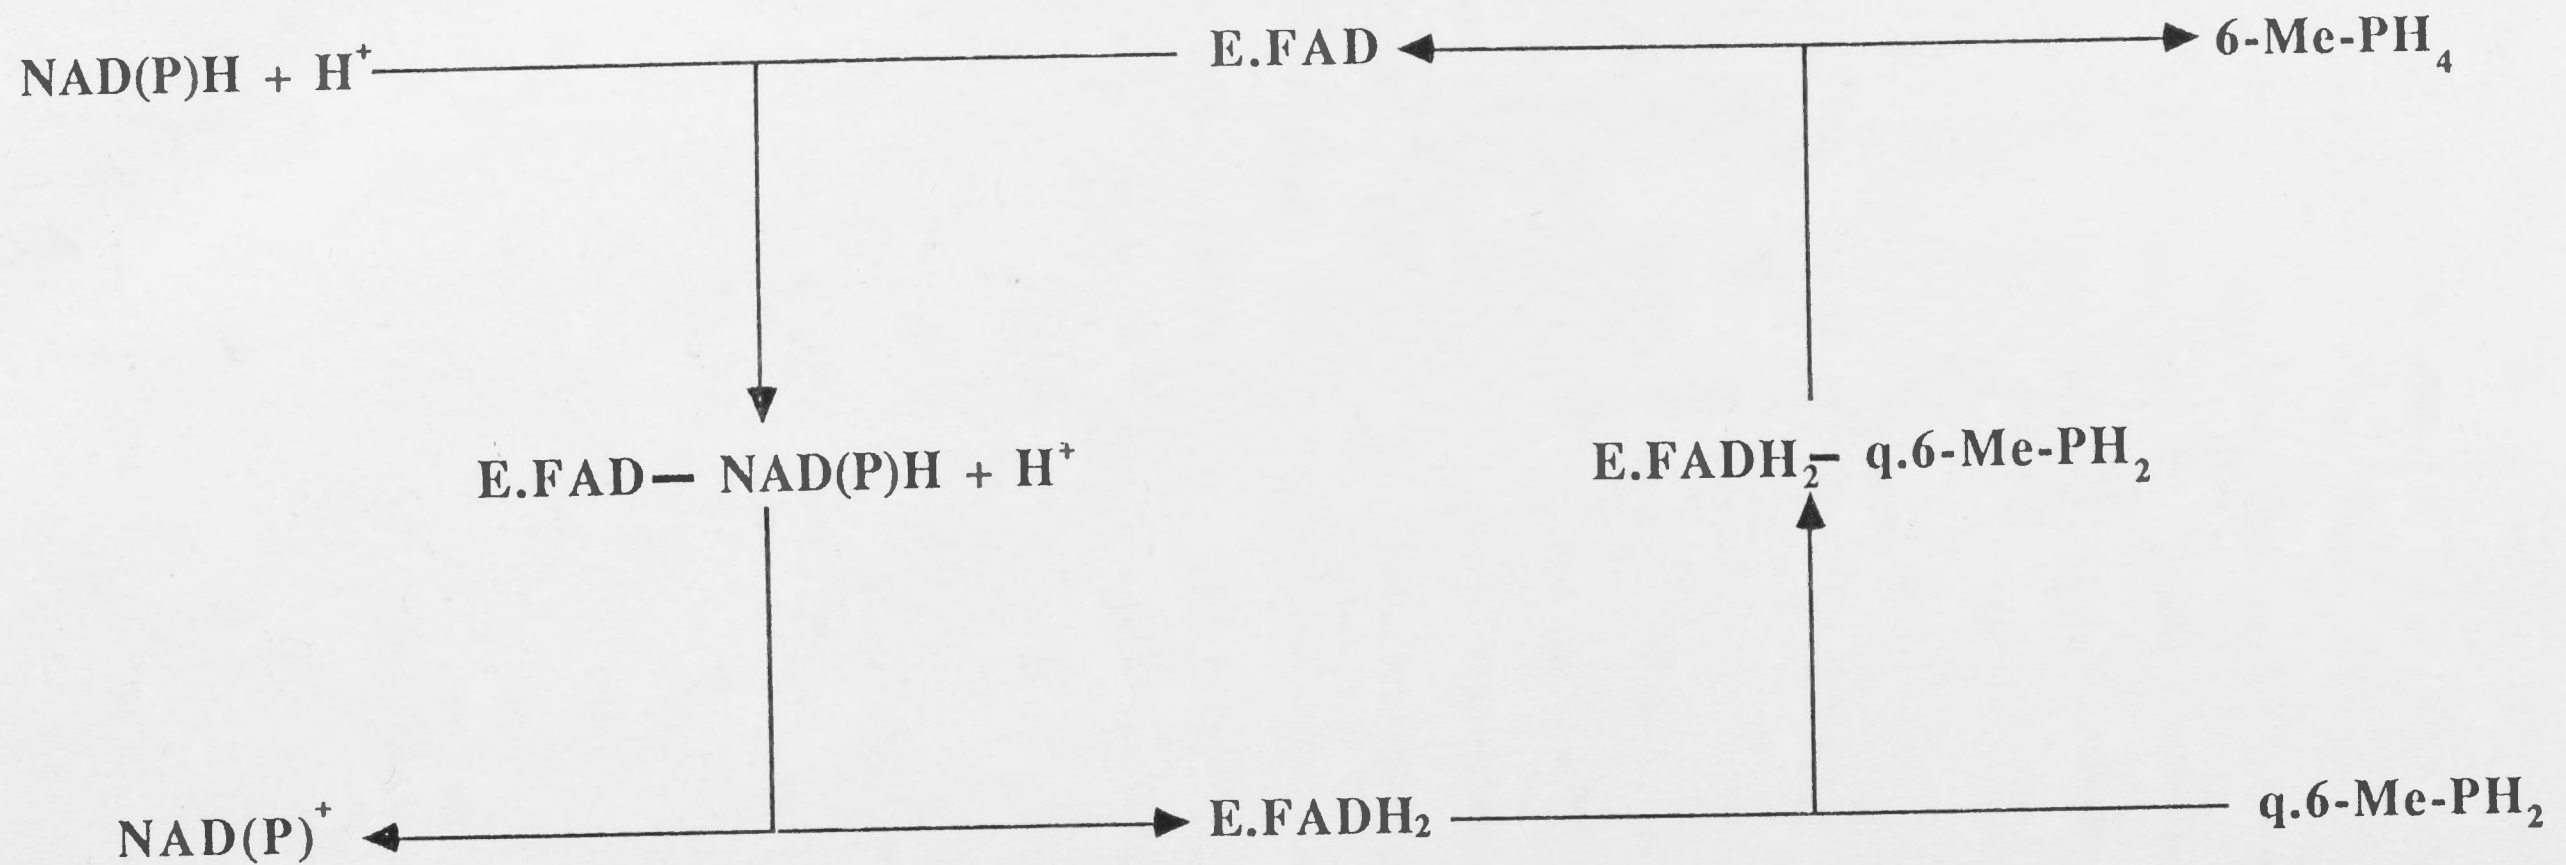 NAD(P)H + H⁺ E.FAD 6-Me-PH₄
E.FAD— NAD(P)H + H⁺ E.FADH₂– q.6-Me-PH₂
NAD(P)⁺ E.FADH₂ q.6-Me-PH₂